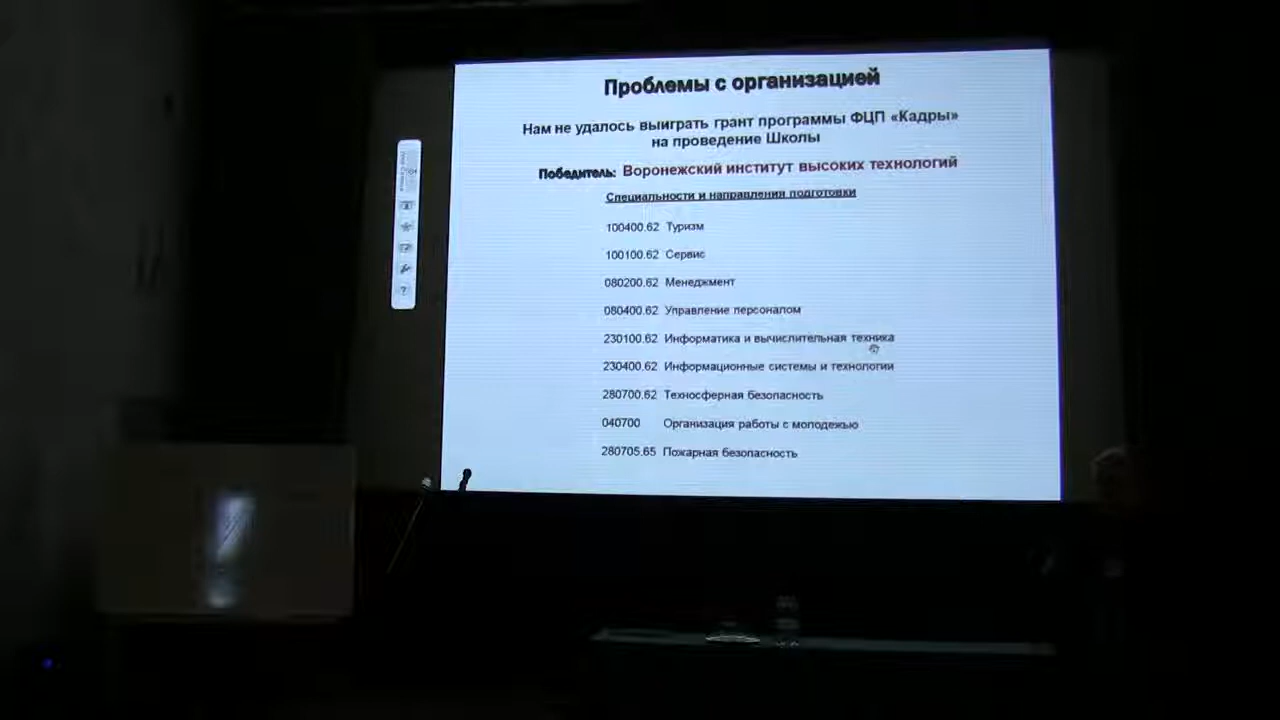 Проблемы с организацией
Нам не удалось выиграть грант программы ФЦП «Кадры»
на проведение Школы
Победитель: Воронежский институт высоких технологий
Специальности и направления подготовки
100400.62 Туризм
100100.62 Сервис
080200.62 Менеджмент
080400.62 Управление персоналом
230100.62 Информатика и вычислительная техника
230400.62 Информационные системы и технологии
280700.62 Техносферная безопасность
040700 Организация работы с молодежью
280705.65 Пожарная безопасность
?